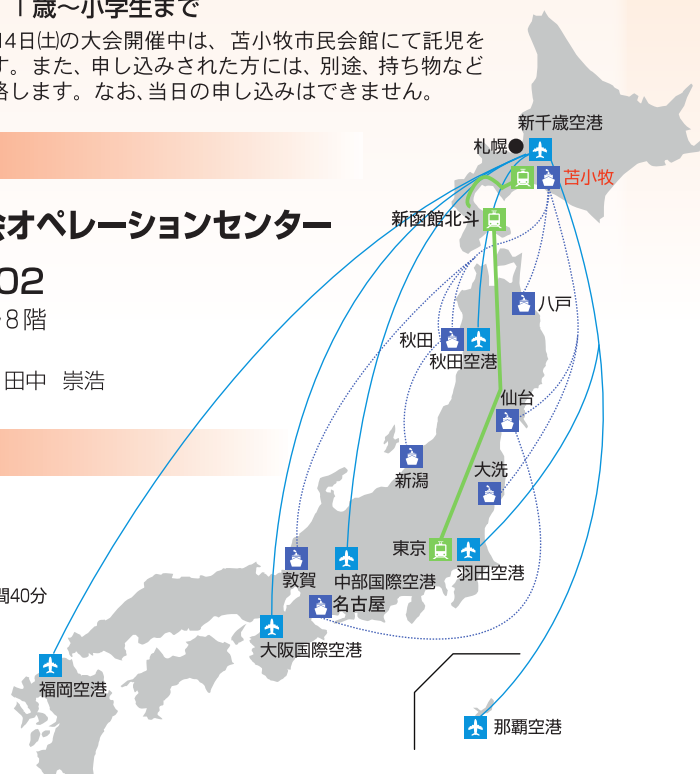 1歳～小学生まで
14日(土)の大会開催中は、苫小牧市民会館にて託児を
す。また、申し込みされた方には、別途、持ち物など
絡します。なお、当日の申し込みはできません。
会オペレーションセンター
02
8階
田中 崇浩
間40分
新千歳空港
札幌
苫小牧
新函館北斗
八戸
秋田
秋田空港
仙台
新潟
大洗
東京
羽田空港
敦賀
中部国際空港
名古屋
大阪国際空港
福岡空港
那覇空港